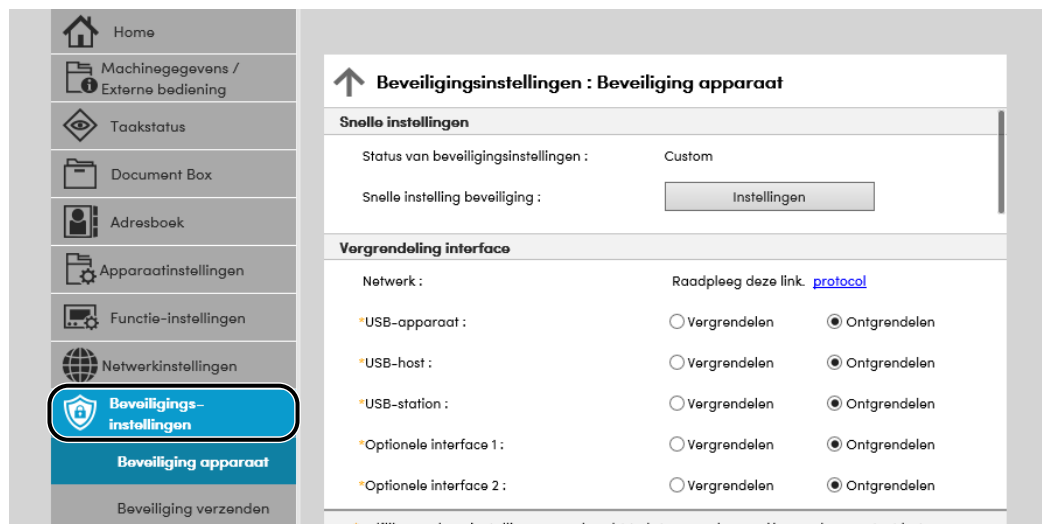 Home
Machinegegevens /
Externe bediening
Taakstatus
Document Box
Adresboek
Apparaatinstellingen
Functie-instellingen
Netwerkinstellingen
Beveiligings-
instellingen
Beveiliging apparaat
Beveiliging verzenden
Beveiligingsinstellingen : Beveiliging apparaat
Snelle instellingen
Status van beveiligingsinstellingen : Custom
Snelle instelling beveiliging : Instellingen
Vergrendeling interface
Netwerk : Raadpleeg deze link. protocol
*USB-apparaat : Vergrendelen Ontgrendelen
*USB-host : Vergrendelen Ontgrendelen
*USB-station : Vergrendelen Ontgrendelen
*Optionele interface 1 : Vergrendelen Ontgrendelen
*Optionele interface 2 : Vergrendelen Ontgrendelen